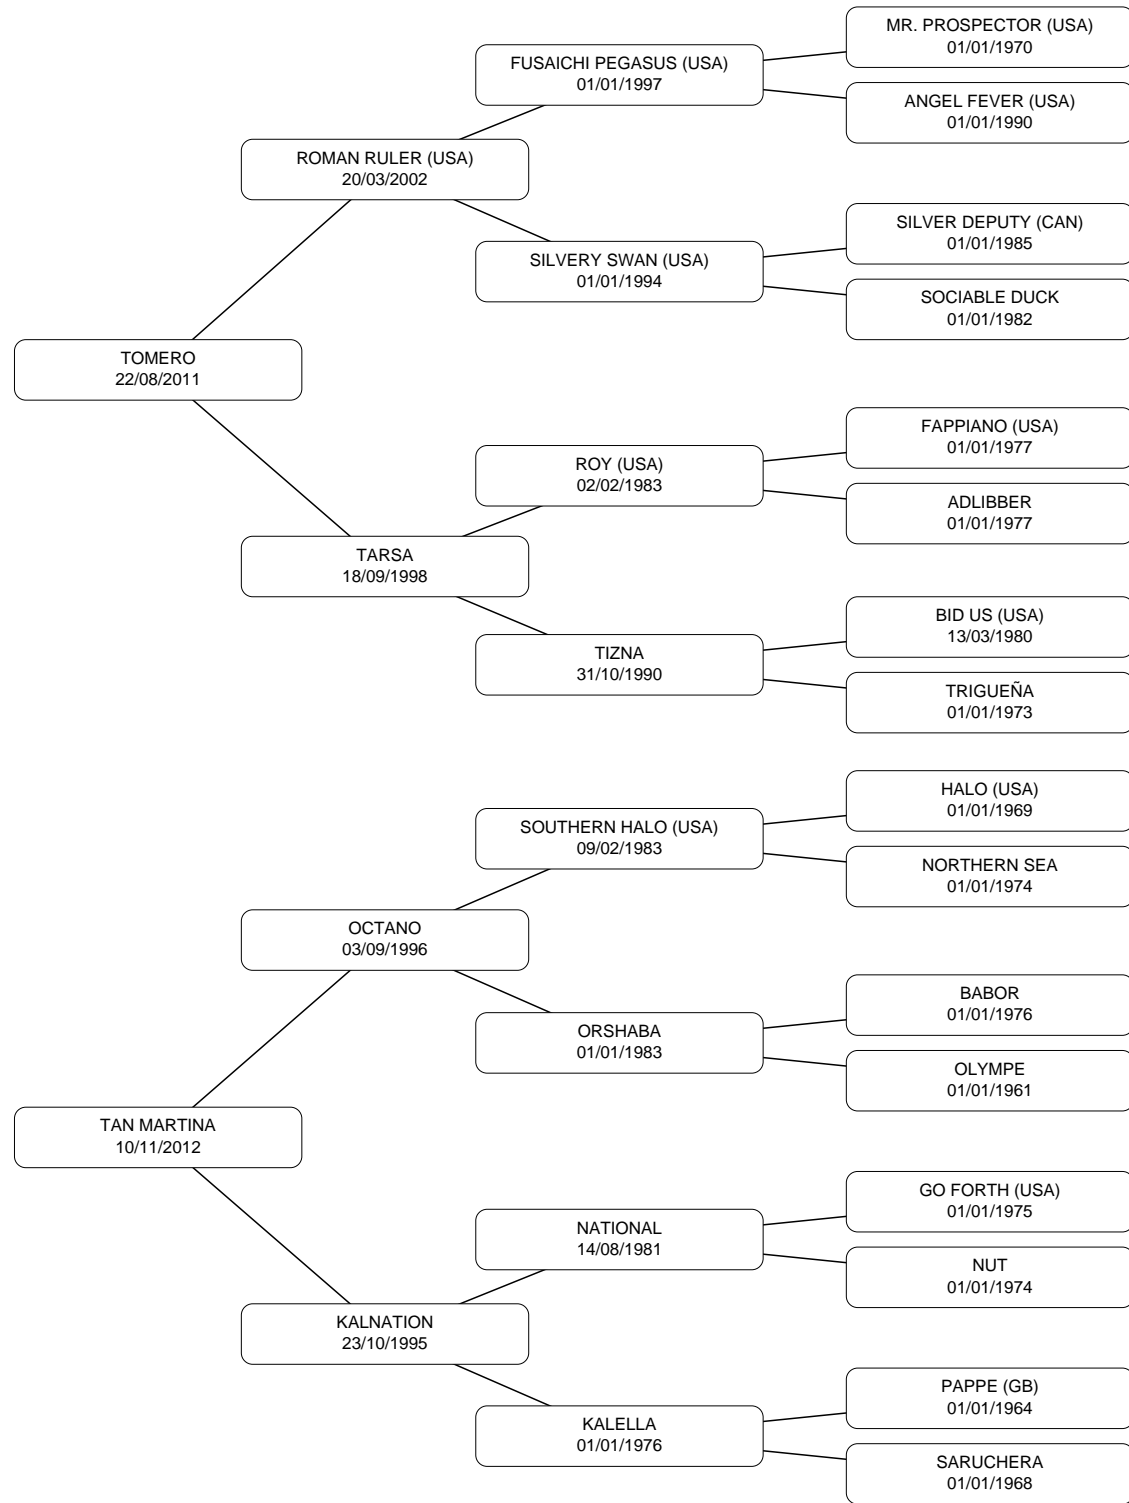 MR. PROSPECTOR (USA)
01/01/1970
FUSAICHI PEGASUS (USA)
01/01/1997
ANGEL FEVER (USA)
01/01/1990
ROMAN RULER (USA)
20/03/2002
SILVER DEPUTY (CAN)
01/01/1985
SILVERY SWAN (USA)
01/01/1994
SOCIABLE DUCK
01/01/1982
TOMERO
22/08/2011
FAPPIANO (USA)
01/01/1977
ROY (USA)
02/02/1983
ADLIBBER
01/01/1977
TARSA
18/09/1998
BID US (USA)
13/03/1980
TIZNA
31/10/1990
TRIGUEÑA
01/01/1973
HALO (USA)
01/01/1969
SOUTHERN HALO (USA)
09/02/1983
NORTHERN SEA
01/01/1974
OCTANO
03/09/1996
BABOR
01/01/1976
ORSHABA
01/01/1983
OLYMPE
01/01/1961
TAN MARTINA
10/11/2012
GO FORTH (USA)
01/01/1975
NATIONAL
14/08/1981
NUT
01/01/1974
KALNATION
23/10/1995
PAPPE (GB)
01/01/1964
KALELLA
01/01/1976
SARUCHERA
01/01/1968